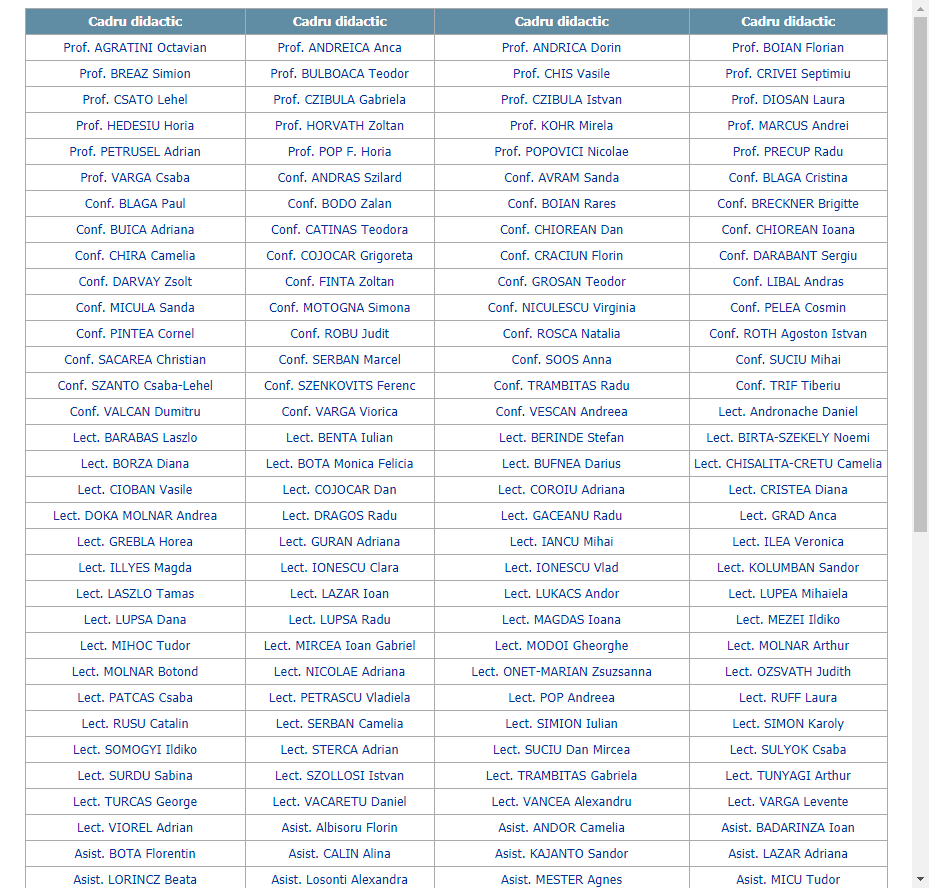 Cadru didactic Cadru didactic Cadru didactic Cadru didactic
Prof. AGRATINI Octavian Prof. ANDREICA Anca Prof. ANDRICA Dorin Prof. BOIAN Florian
Prof. BREAZ Simion Prof. BULBOACA Teodor Prof. CHIS Vasile Prof. CRIVEI Septimiu
Prof. CSATO Lehel Prof. CZIBULA Gabriela Prof. CZIBULA Istvan Prof. DIOSAN Laura
Prof. HEDESIU Horia Prof. HORVATH Zoltan Prof. KOHR Mirela Prof. MARCUS Andrei
Prof. PETRUSEL Adrian Prof. POP F. Horia Prof. POPOVICI Nicolae Prof. PRECUP Radu
Prof. VARGA Csaba Conf. ANDRAS Szilard Conf. AVRAM Sanda Conf. BLAGA Cristina
Conf. BLAGA Paul Conf. BODO Zalan Conf. BOIAN Rares Conf. BRECKNER Brigitte
Conf. BUICA Adriana Conf. CATINAS Teodora Conf. CHIOREAN Dan Conf. CHIOREAN Ioana
Conf. CHIRA Camelia Conf. COJOCAR Grigoreta Conf. CRACIUN Florin Conf. DARABANT Sergiu
Conf. DARVAY Zsolt Conf. FINTA Zoltan Conf. GROSAN Teodor Conf. LIBAL Andras
Conf. MICULA Sanda Conf. MOTOGNA Simona Conf. NICULESCU Virginia Conf. PELEA Cosmin
Conf. PINTEA Cornel Conf. ROBU Judit Conf. ROSCA Natalia Conf. ROTH Agoston Istvan
Conf. SACAREA Christian Conf. SERBAN Marcel Conf. SOOS Anna Conf. SUCIU Mihai
Conf. SZANTO Csaba-Lehel Conf. SZENKOVITS Ferenc Conf. TRAMBITAS Radu Conf. TRIF Tiberiu
Conf. VALCAN Dumitru Conf. VARGA Viorica Conf. VESCAN Andreea Lect. Andronache Daniel
Lect. BARABAS Laszlo Lect. BENTA Iulian Lect. BERINDE Stefan Lect. BIRTA-SZEKELY Noemi
Lect. BORZA Diana Lect. BOTA Monica Felicia Lect. BUFNEA Darius Lect. CHISALITA-CRETU Camelia
Lect. CIOBAN Vasile Lect. COJOCAR Dan Lect. COROIU Adriana Lect. CRISTEA Diana
Lect. DOKA MOLNAR Andrea Lect. DRAGOS Radu Lect. GACEANU Radu Lect. GRAD Anca
Lect. GREBLA Horea Lect. GURAN Adriana Lect. IANCU Mihai Lect. ILEA Veronica
Lect. ILLYES Magda Lect. IONESCU Clara Lect. IONESCU Vlad Lect. KOLUMBAN Sandor
Lect. LASZLO Tamas Lect. LAZAR Ioan Lect. LUKACS Andor Lect. LUPEA Mihaiela
Lect. LUPSA Dana Lect. LUPSA Radu Lect. MAGDAS Ioana Lect. MEZEI Ildiko
Lect. MIHOC Tudor Lect. MIRCEA Ioan Gabriel Lect. MODOI Gheorghe Lect. MOLNAR Arthur
Lect. MOLNAR Botond Lect. NICOLAE Adriana Lect. ONET-MARIAN Zsuzsanna Lect. OZSVATH Judith
Lect. PATCAS Csaba Lect. PETRASCU Vladiela Lect. POP Andreea Lect. RUFF Laura
Lect. RUSU Catalin Lect. SERBAN Camelia Lect. SIMION Iulian Lect. SIMON Karoly
Lect. SOMOGYI Ildiko Lect. STERCA Adrian Lect. SUCIU Dan Mircea Lect. SULYOK Csaba
Lect. SURDU Sabina Lect. SZOLLOSI Istvan Lect. TRAMBITAS Gabriela Lect. TUNYAGI Arthur
Lect. TURCAS George Lect. VACARETU Daniel Lect. VANCEA Alexandru Lect. VARGA Levente
Lect. VIOREL Adrian Asist. Albisoru Florin Asist. ANDOR Camelia Asist. BADARINZA Ioan
Asist. BOTA Florentin Asist. CALIN Alina Asist. KAJANTO Sandor Asist. LAZAR Adriana
Asist. LORINCZ Beata Asist. Losonti Alexandra Asist. MESTER Agnes Asist. MICU Tudor